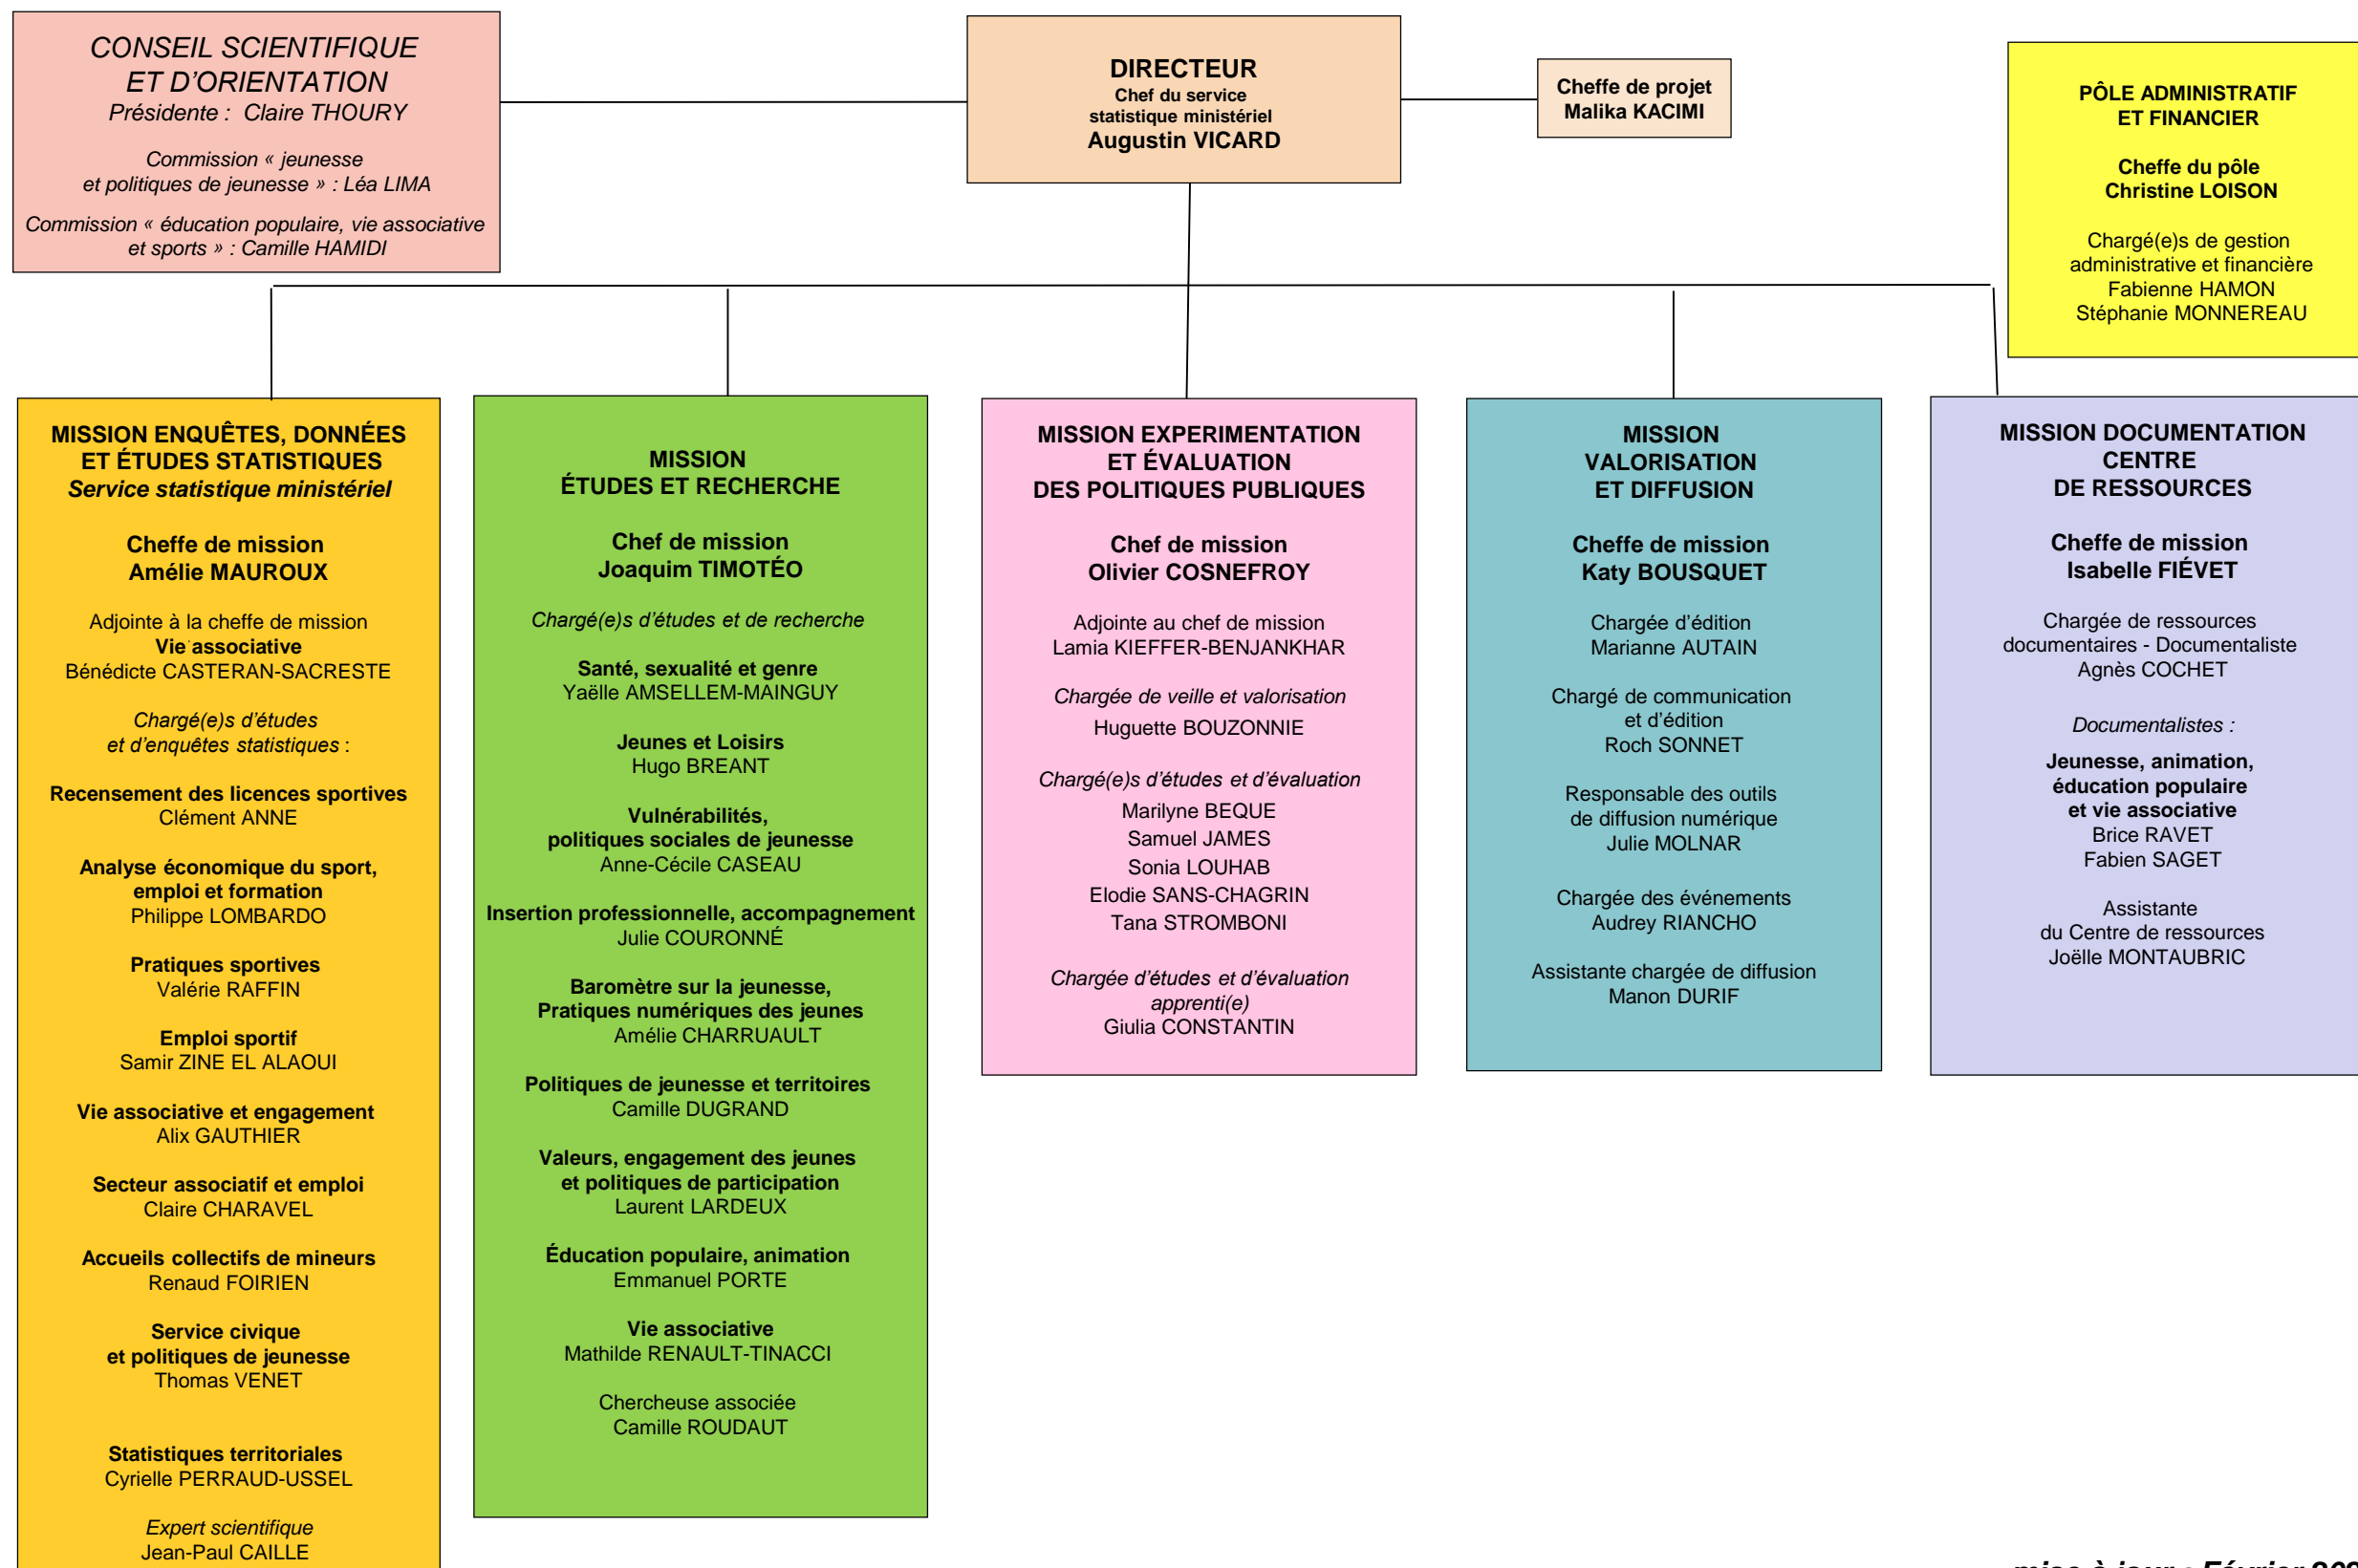 CONSEIL SCIENTIFIQUE
ET D’ORIENTATION
Présidente : Claire THOURY
Commission « jeunesse
et politiques de jeunesse » : Léa LIMA
Commission « éducation populaire, vie associative
et sports » : Camille HAMIDI
DIRECTEUR
Chef du service
statistique ministériel
Augustin VICARD
Cheffe de projet
Malika KACIMI
PÔLE ADMINISTRATIF
ET FINANCIER
Cheffe du pôle
Christine LOISON
Chargé(e)s de gestion
administrative et financière
Fabienne HAMON
Stéphanie MONNEREAU
MISSION ENQUÊTES, DONNÉES
ET ÉTUDES STATISTIQUES
Service statistique ministériel
Cheffe de mission
Amélie MAUROUX
Adjointe à la cheffe de mission
Vie associative
Bénédicte CASTERAN-SACRESTE
Chargé(e)s d’études
et d’enquêtes statistiques :
Recensement des licences sportives
Clément ANNE
Analyse économique du sport,
emploi et formation
Philippe LOMBARDO
Pratiques sportives
Valérie RAFFIN
Emploi sportif
Samir ZINE EL ALAOUI
Vie associative et engagement
Alix GAUTHIER
Secteur associatif et emploi
Claire CHARAVEL
Accueils collectifs de mineurs
Renaud FOIRIEN
Service civique
et politiques de jeunesse
Thomas VENET
Statistiques territoriales
Cyrielle PERRAUD-USSEL
Expert scientifique
Jean-Paul CAILLE
MISSION
ÉTUDES ET RECHERCHE
Chef de mission
Joaquim TIMOTÉO
Chargé(e)s d’études et de recherche
Santé, sexualité et genre
Yaëlle AMSELLEM-MAINGUY
Jeunes et Loisirs
Hugo BREANT
Vulnérabilités,
politiques sociales de jeunesse
Anne-Cécile CASEAU
Insertion professionnelle, accompagnement
Julie COURONNÉ
Baromètre sur la jeunesse,
Pratiques numériques des jeunes
Amélie CHARRUAULT
Politiques de jeunesse et territoires
Camille DUGRAND
Valeurs, engagement des jeunes
et politiques de participation
Laurent LARDEUX
Éducation populaire, animation
Emmanuel PORTE
Vie associative
Mathilde RENAULT-TINACCI
Chercheuse associée
Camille ROUDAUT
MISSION EXPERIMENTATION
ET ÉVALUATION
DES POLITIQUES PUBLIQUES
Chef de mission
Olivier COSNEFROY
Adjointe au chef de mission
Lamia KIEFFER-BENJANKHAR
Chargée de veille et valorisation
Huguette BOUZONNIE
Chargé(e)s d’études et d’évaluation
Marilyne BEQUE
Samuel JAMES
Sonia LOUHAB
Elodie SANS-CHAGRIN
Tana STROMBONI
Chargée d’études et d’évaluation
apprenti(e)
Giulia CONSTANTIN
MISSION
VALORISATION
ET DIFFUSION
Cheffe de mission
Katy BOUSQUET
Chargée d’édition
Marianne AUTAIN
Chargé de communication
et d’édition
Roch SONNET
Responsable des outils
de diffusion numérique
Julie MOLNAR
Chargée des événements
Audrey RIANCHO
Assistante chargée de diffusion
Manon DURIF
MISSION DOCUMENTATION
CENTRE
DE RESSOURCES
Cheffe de mission
Isabelle FIÉVET
Chargée de ressources
documentaires - Documentaliste
Agnès COCHET
Documentalistes :
Jeunesse, animation,
éducation populaire
et vie associative
Brice RAVET
Fabien SAGET
Assistante
du Centre de ressources
Joëlle MONTAUBRIC
mise à jour : Février